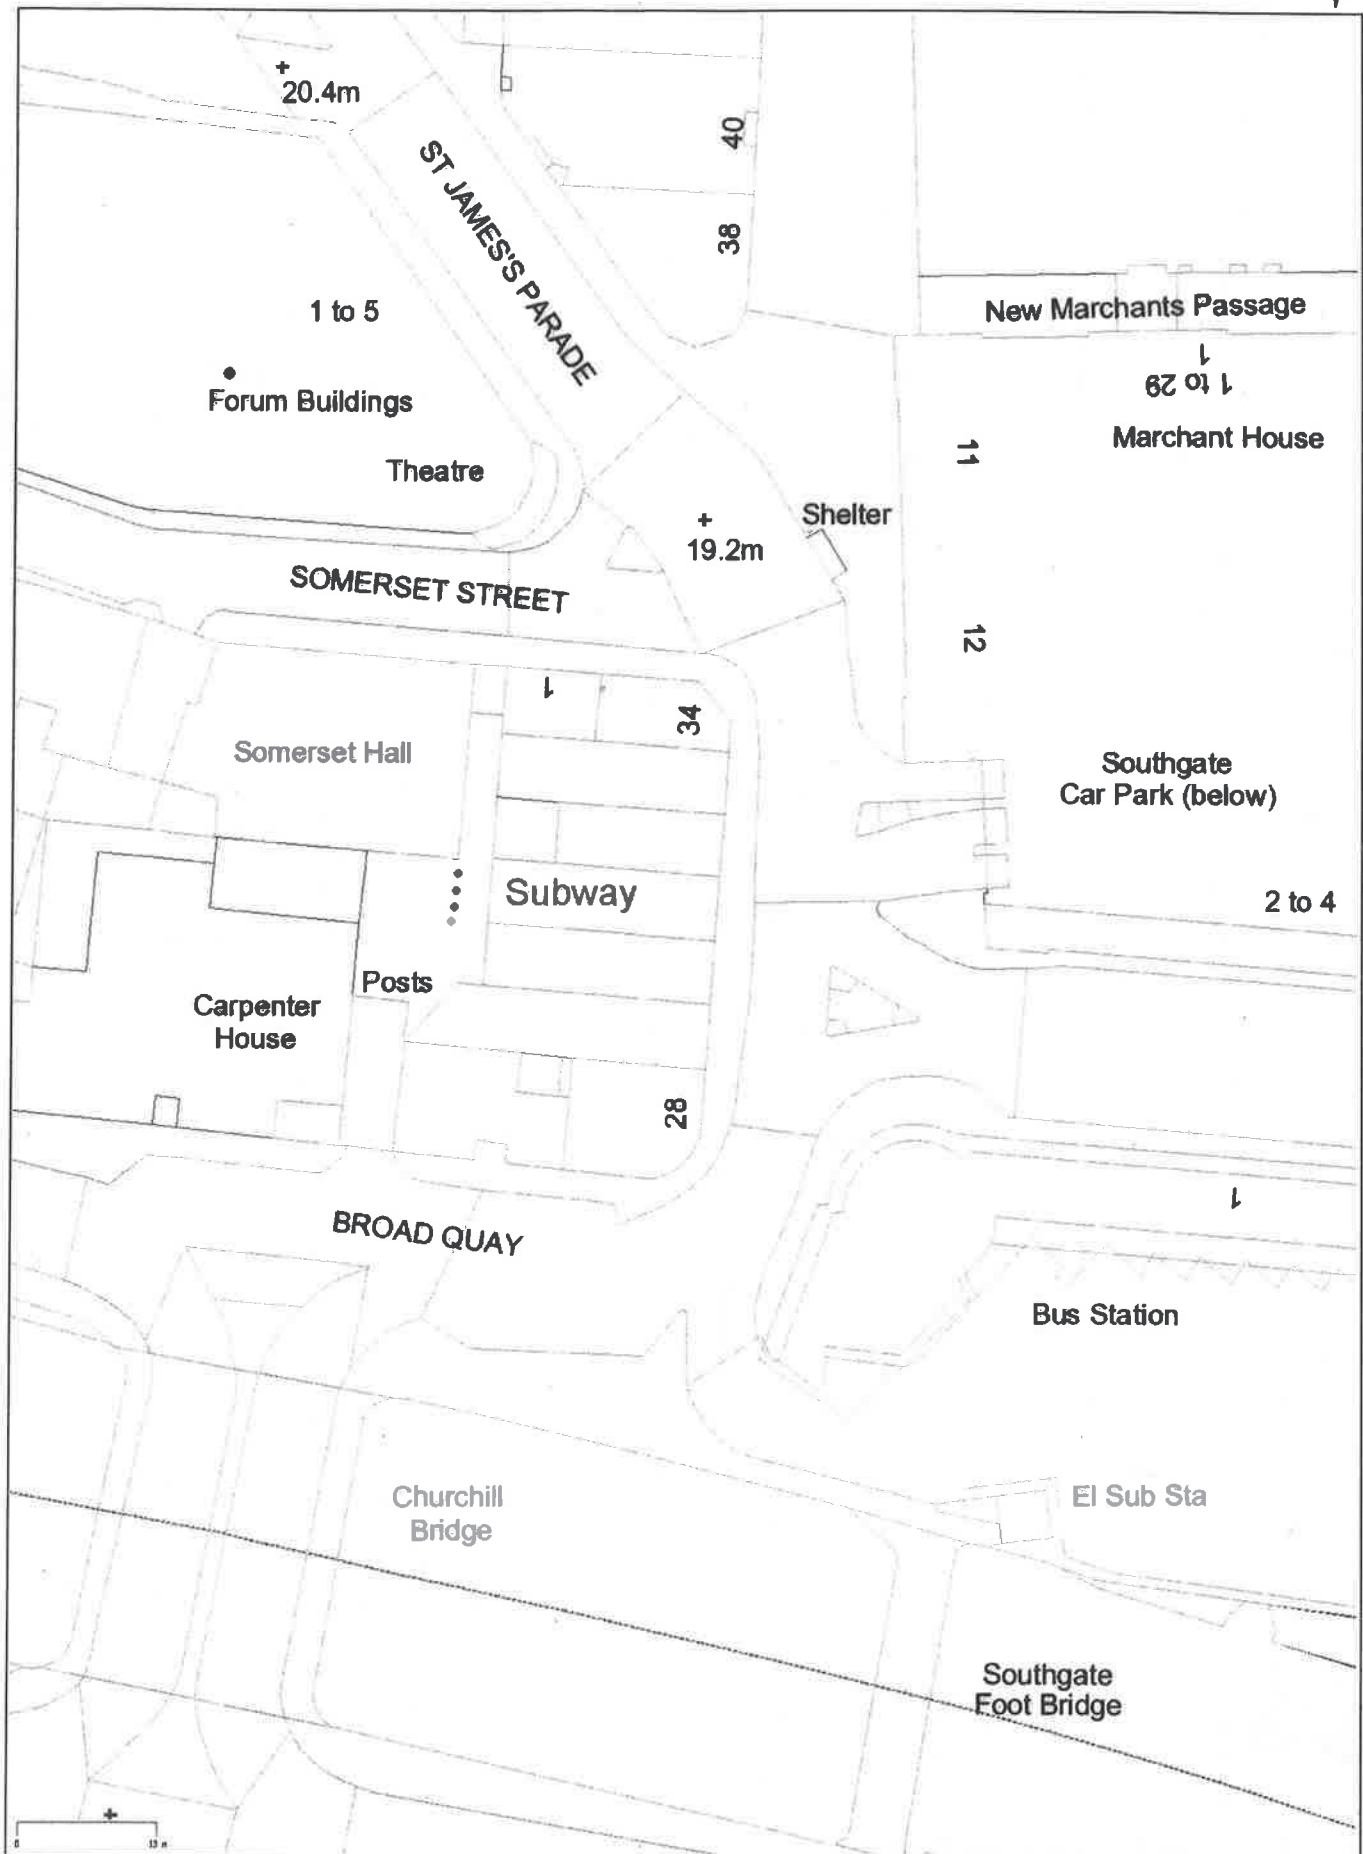 20.4m
40
ST JAMES'S PARADE
38
1 to 5
New Marchants Passage
1
1 to 29
Forum Buildings
Marchant House
11
Theatre
Shelter
19.2m
SOMERSET STREET
12
1
34
Somerset Hall
Southgate
Car Park (below)
Subway
2 to 4
Posts
Carpenter
House
28
1
BROAD QUAY
Bus Station
Churchill
Bridge
El Sub Sta
Southgate
Foot Bridge
0